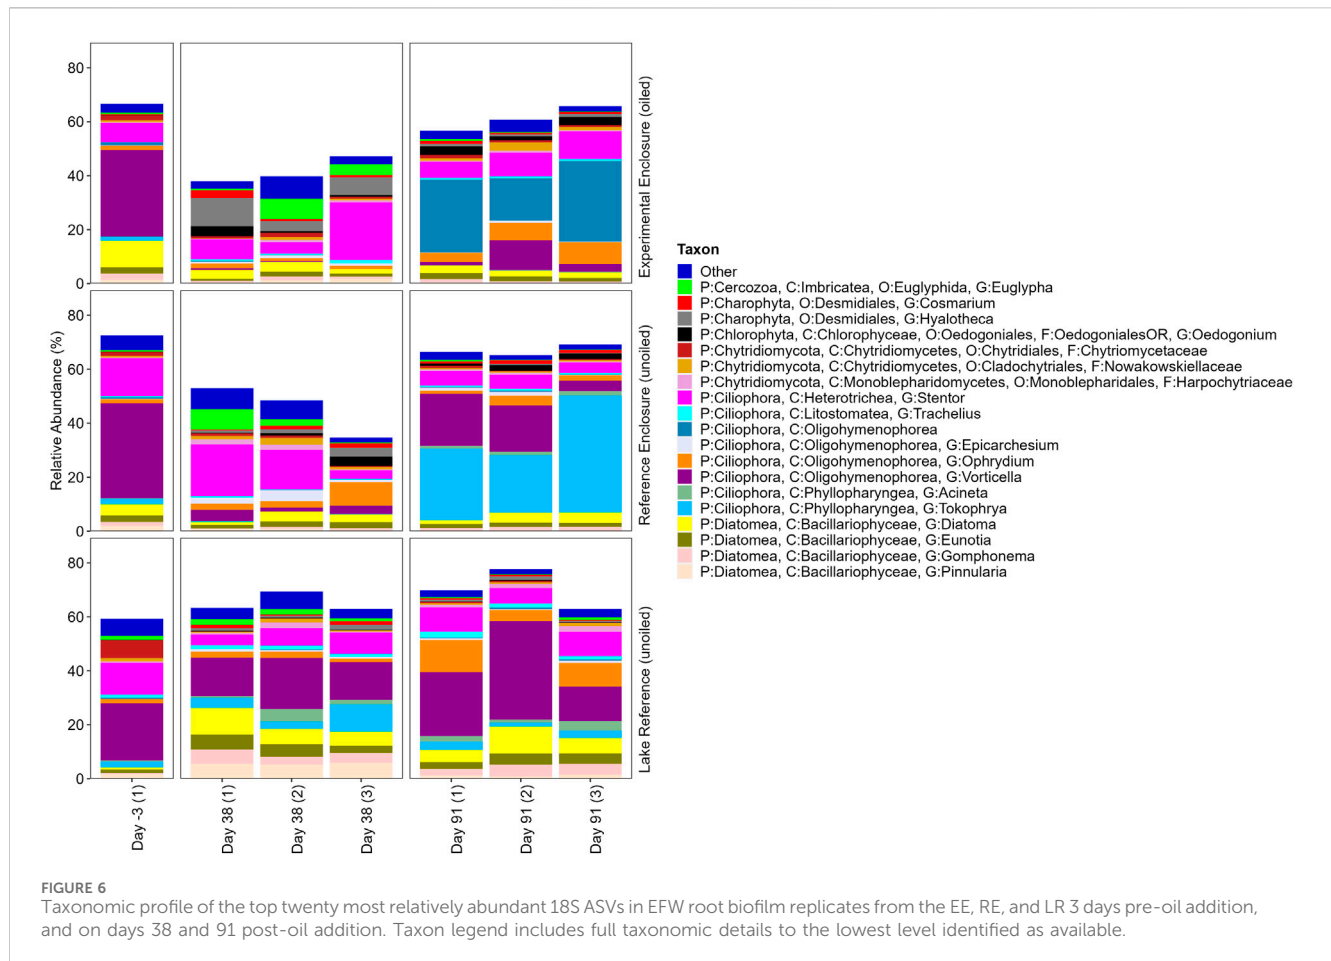 80
60
40
20
0
Experimental Enclosure (oiled)
80
60
40
20
0
Relative Abundance (%)
Reference Enclosure (unoiled)
80
60
40
20
0
Lake Reference (unoiled)
Day -3 (1)
Day 38 (1)
Day 38 (2)
Day 38 (3)
Day 91 (1)
Day 91 (2)
Day 91 (3)
Taxon
Other
P:Cercozoa, C:Imbricatea, O:Euglyphida, G:Euglypha
P:Charophyta, O:Desmidiales, G:Cosmarium
P:Charophyta, O:Desmidiales, G:Hyalotheca
P:Chlorophyta, C:Chlorophyceae, O:Oedogoniales, F:OedogonialesOR, G:Oedogonium
P:Chytridiomycota, C:Chytridiomycetes, O:Chytridiales, F:Chytriomycetaceae
P:Chytridiomycota, C:Chytridiomycetes, O:Cladochytriales, F:Nowakowskiellaceae
P:Chytridiomycota, C:Monoblepharidomycetes, O:Monoblepharidales, F:Harpochytriaceae
P:Ciliophora, C:Heterotrichea, G:Stentor
P:Ciliophora, C:Litostomatea, G:Trachelius
P:Ciliophora, C:Oligohymenophorea
P:Ciliophora, C:Oligohymenophorea, G:Epicarchesium
P:Ciliophora, C:Oligohymenophorea, G:Ophrydium
P:Ciliophora, C:Oligohymenophorea, G:Vorticella
P:Ciliophora, C:Phyllopharyngea, G:Acineta
P:Ciliophora, C:Phyllopharyngea, G:Tokophrya
P:Diatomea, C:Bacillariophyceae, G:Diatoma
P:Diatomea, C:Bacillariophyceae, G:Eunotia
P:Diatomea, C:Bacillariophyceae, G:Gomphonema
P:Diatomea, C:Bacillariophyceae, G:Pinnularia
FIGURE 6
Taxonomic profile of the top twenty most relatively abundant 18S ASVs in EFW root biofilm replicates from the EE, RE, and LR 3 days pre-oil addition,
and on days 38 and 91 post-oil addition. Taxon legend includes full taxonomic details to the lowest level identified as available.